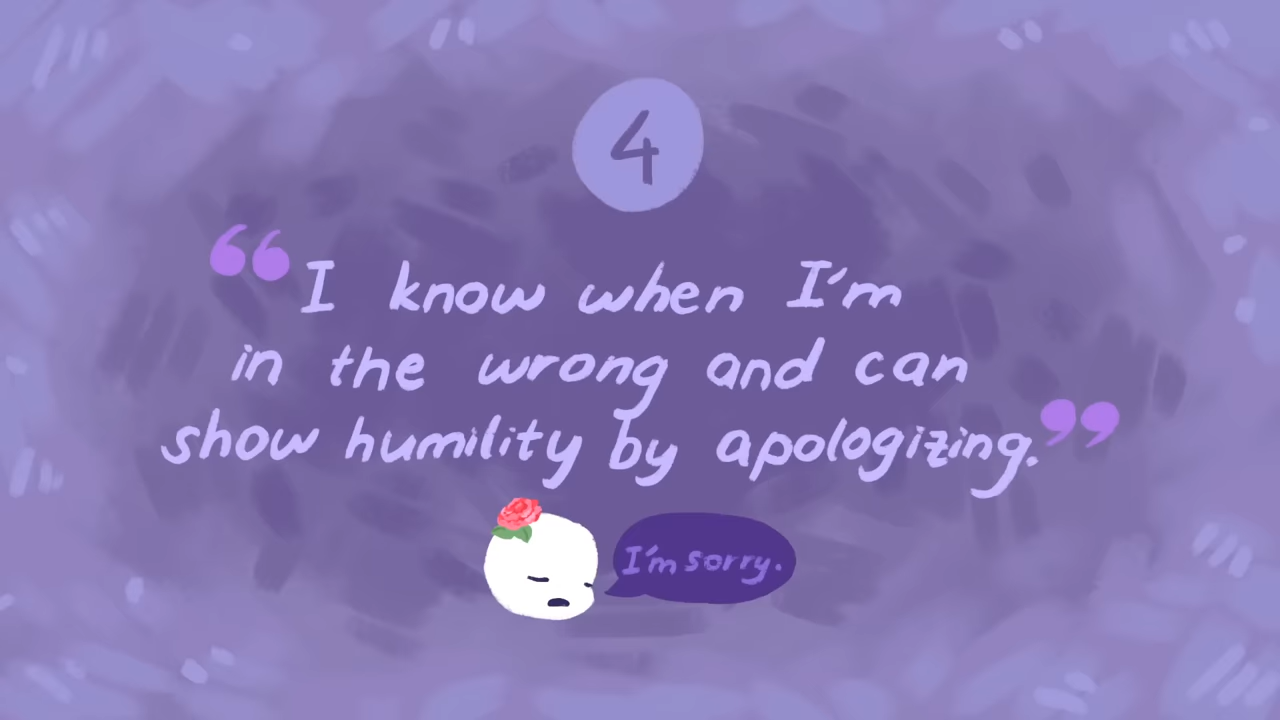 4
“I know when I'm
in the wrong and can
show humility by apologizing.”
I'm sorry.